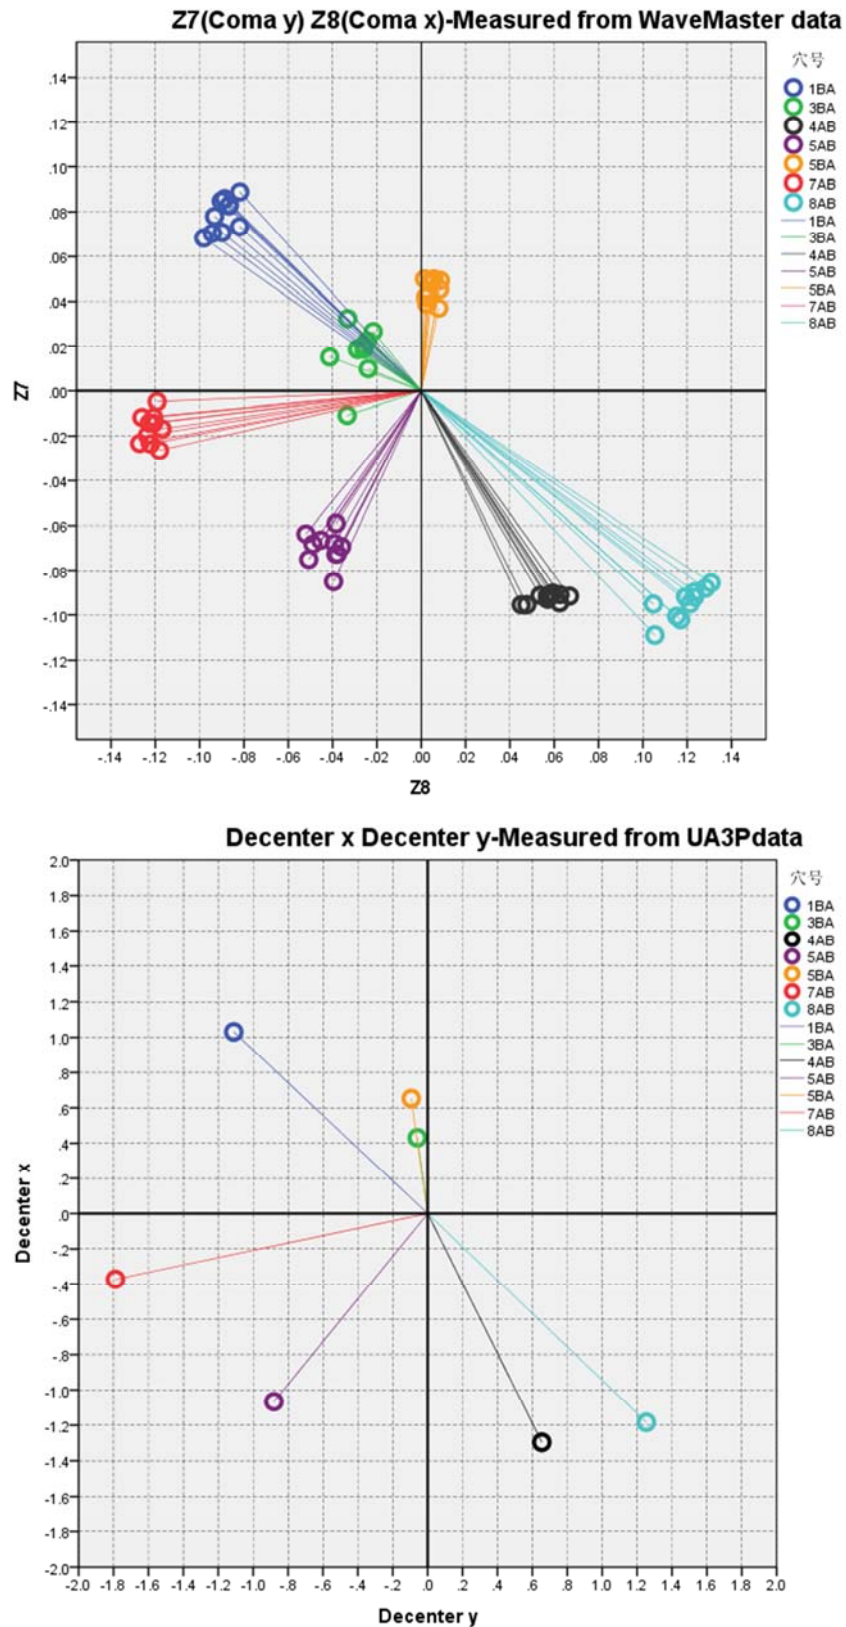 Z7(Coma y) Z8(Coma x)-Measured from WaveMaster data
穴号
1BA
3BA
4AB
5AB
5BA
7AB
8AB
1BA
3BA
4AB
5AB
5BA
7AB
8AB
.14
.12
.10
.08
.06
.04
.02
.00
-.02
-.04
-.06
-.08
-.10
-.12
-.14
Z7
-.14 -.12 -.10 -.08 -.06 -.04 -.02 .00 .02 .04 .06 .08 .10 .12 .14
Z8
Decenter x Decenter y-Measured from UA3Pdata
穴号
1BA
3BA
4AB
5AB
5BA
7AB
8AB
1BA
3BA
4AB
5AB
5BA
7AB
8AB
2.0
1.8
1.6
1.4
1.2
1.0
.8
.6
.4
.2
.0
-.2
-.4
-.6
-.8
-1.0
-1.2
-1.4
-1.6
-1.8
-2.0
Decenter x
-2.0 -1.8 -1.6 -1.4 -1.2 -1.0 -.8 -.6 -.4 -.2 .0 .2 .4 .6 .8 1.0 1.2 1.4 1.6 1.8 2.0
Decenter y